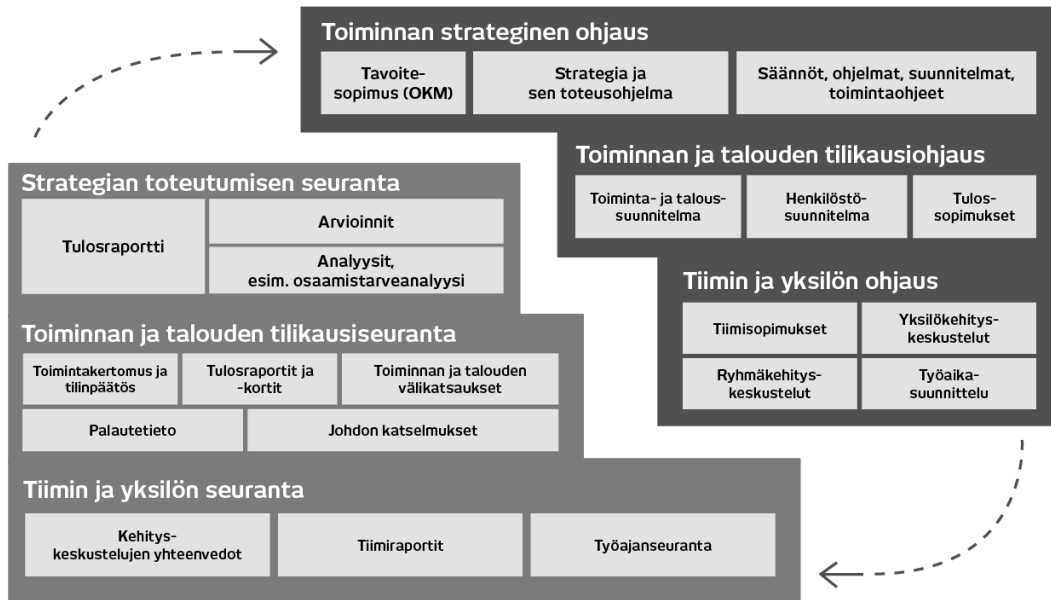 Toiminnan strateginen ohjaus
Tavoite-
sopimus (OKM)
Strategia ja
sen toteusohjelma
Säännöt, ohjelmat, suunnitelmat,
toimintaohjeet
Toiminnan ja talouden tilikausiohjaus
Toiminta- ja talous-
suunnitelma
Henkilöstö-
suunnitelma
Tulos-
sopimukset
Tiimin ja yksilön ohjaus
Tiimisopimukset
Yksilökehitys-
keskustelut
Ryhmäkehitys-
keskustelut
Työaika-
suunnittelu
Strategian toteutumisen seuranta
Tulosraportti
Arvioinnit
Analyysit,
esim. osaamistarveanalyysi
Toiminnan ja talouden tilikausiseuranta
Toimintakertomus ja
tilinpäätös
Tulosraportit ja
-kortit
Toiminnan ja talouden
välikatsaukset
Palautetieto
Johdon katselmukset
Tiimin ja yksilön seuranta
Kehitys-
keskustelujen yhteenvedot
Tiimiraportit
Työajanseuranta